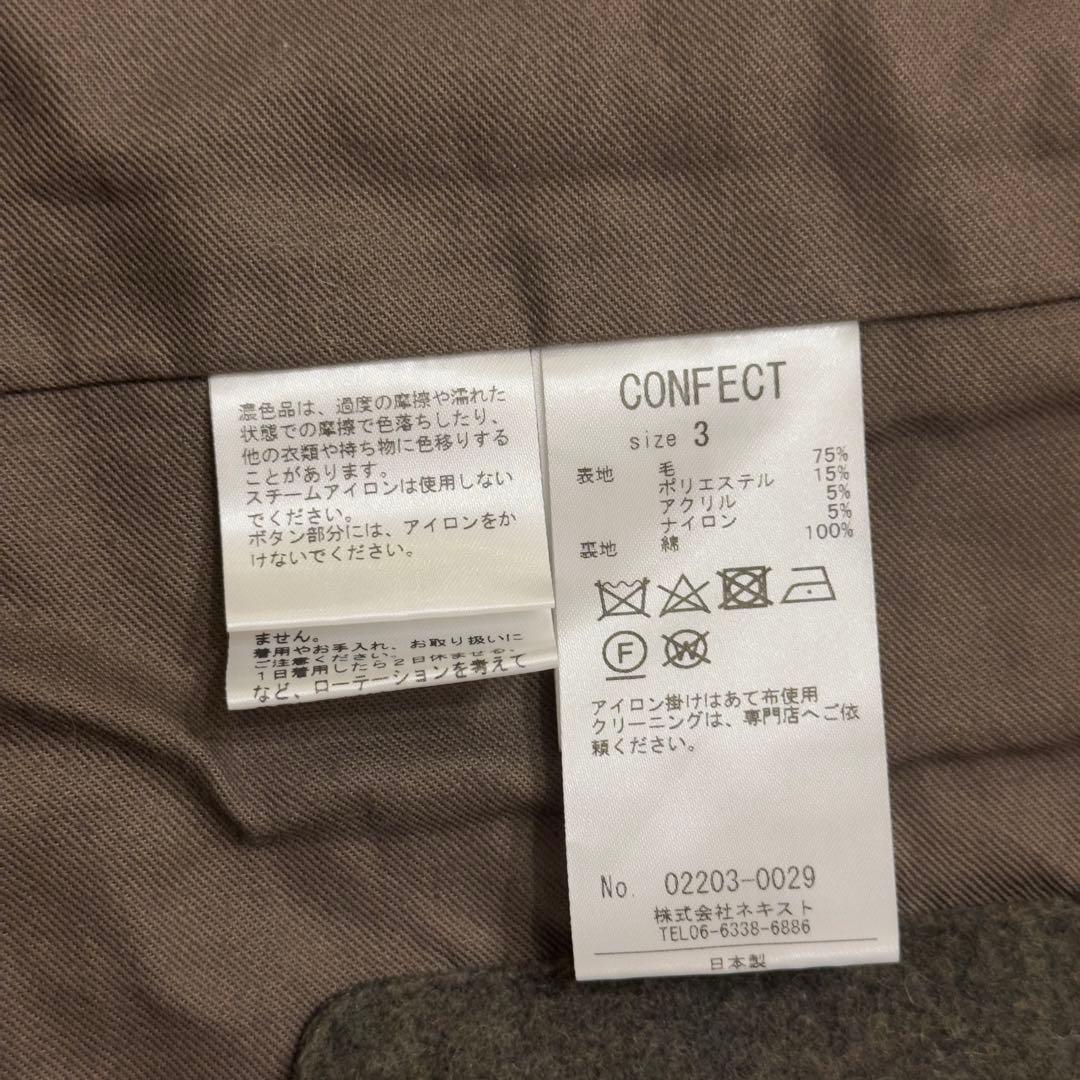 濃色品は、過度の摩擦や濡れた
状態での摩擦で色落ちしたり、
他の衣類や持ち物に色移りする
ことがあります。
スチームアイロンは使用しない
でください。
ボタン部分には、アイロンをか
けないでください。
ません。
着用やお手入れ、お取り扱いに
ご注意ください。
1日着用したら2日休ませる
など、ローテーションを考えて
CONFECT
size 3
表地 毛 75%
ポリエステル 15%
アクリル 5%
ナイロン 5%
裏地 綿 100%
F
W
アイロン掛けはあて布使用
クリーニングは、専門店へご依
頼ください。
No. 02203-0029
株式会社ネキスト
TEL06-6338-6886
日本製